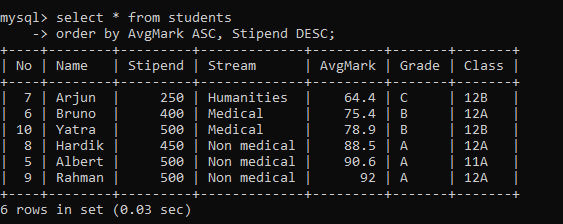 mysql> select * from students
    -> order by AvgMark ASC, Stipend DESC;
+----+--------+---------+-------------+---------+-------+-------+
| No | Name   | Stipend | Stream      | AvgMark | Grade | Class |
+----+--------+---------+-------------+---------+-------+-------+
|  7 | Arjun  |     250 | Humanities  |    64.4 | C     | 12B   |
|  6 | Bruno  |     400 | Medical     |    75.4 | B     | 12A   |
| 10 | Yatra  |     500 | Medical     |    78.9 | B     | 12B   |
|  8 | Hardik |     450 | Non medical |    88.5 | A     | 12A   |
|  5 | Albert |     500 | Non medical |    90.6 | A     | 11A   |
|  9 | Rahman |     500 | Non medical |      92 | A     | 12A   |
+----+--------+---------+-------------+---------+-------+-------+
6 rows in set (0.03 sec)